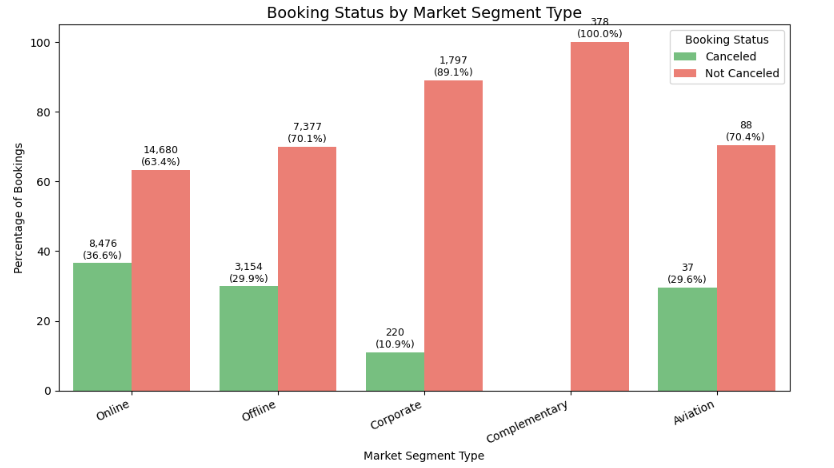 Booking Status by Market Segment Type
378
(100.0%)
Booking Status
Canceled
Not Canceled
1,797
(89.1%)
7,377
(70.1%)
88
(70.4%)
14,680
(63.4%)
8,476
(36.6%)
3,154
(29.9%)
37
(29.6%)
220
(10.9%)
100
80
60
40
20
0
Percentage of Bookings
Online
Offline
Corporate
Complementary
Aviation
Market Segment Type